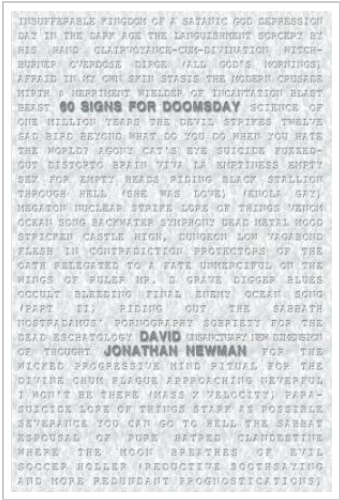 INSUFFERABLE KINGDOM OF A SATANIC GOD DEPRESSION
DAY IN THE DARK AGE THE LANGUISHMENT SORCERY BY
HIS HAND CLAIRVOYANCE-CUM-DIVINATION WITCH-
BURNER OVERDOSE DIRGE (ALL GOD'S MORNINGS)
AFRAID IN MY OWN SKIN STASIS THE MODERN CRUSADE
MIRTH & MERRIMENT WIELDER OF INCANTATION BLAST
BEAST 60 SIGNS FOR DOOMSDAY SCIENCE OF
ONE MILLION YEARS THE DEVIL STRIKES TWELVE
SAD BIRD BEYOND WHAT DO YOU DO WHEN YOU HATE
THE WORLD? AGONY CAT'S EYE SUICIDE FUZZED-
OUT DISTORTO BRAIN VIVA LA EMPTINESS EMPTY
SEX FOR EMPTY HEADS RIDING BLACK STALLION
THROUGH HELL (SHE WAS LOVE) (ENOLA GAY)
MEGATON NUCLEAR STRIFE LORE OF THINGS VENOM
OCEAN SONG BACKWATER SYMPHONY DEAD METAL MOOD
STRICKEN CASTLE HIGH, DUNGEON LOW VAGABOND
FLESH IN CONTRADICTION PROTECTORS OF THE
OATH RELEGATED TO A FATE UNMERCIFUL ON THE
WINGS OF RULER MR. D GRAVE DIGGER BLUES
OCCULT BLEEDING FINAL ENEMY OCEAN SONG
(PART II) RIDING OUT THE SABBATH
NOSTRADAMUS' PORNOGRAPHY SOBRIETY FOR THE
DEAD ESCHATOLOGY DAVID UNSANCTUARY NEW DIMENSION
OF THOUGHT JONATHAN NEWMAN FOR THE
WICKED PROGRESSIVE MIND RITUAL FOR THE
DIVINE CHUM PLAGUE APPROACHING NEVERFUL
I WON'T BE THERE (MASS X VELOCITY) PARA-
SUICIDE LORE OF THINGS STARK AS POSSIBLE
SEVERANCE YOU CAN GO TO HELL THE SABBAT
ESPOUSAL OF PURE HATRED CLANDESTINE
WHERE THE MOON BREATHES OF EVIL
SOCCER HOLLER (REDUCTIVE SOOTHSAYING
AND MORE REDUNDANT PROGNOSTICATIONS)